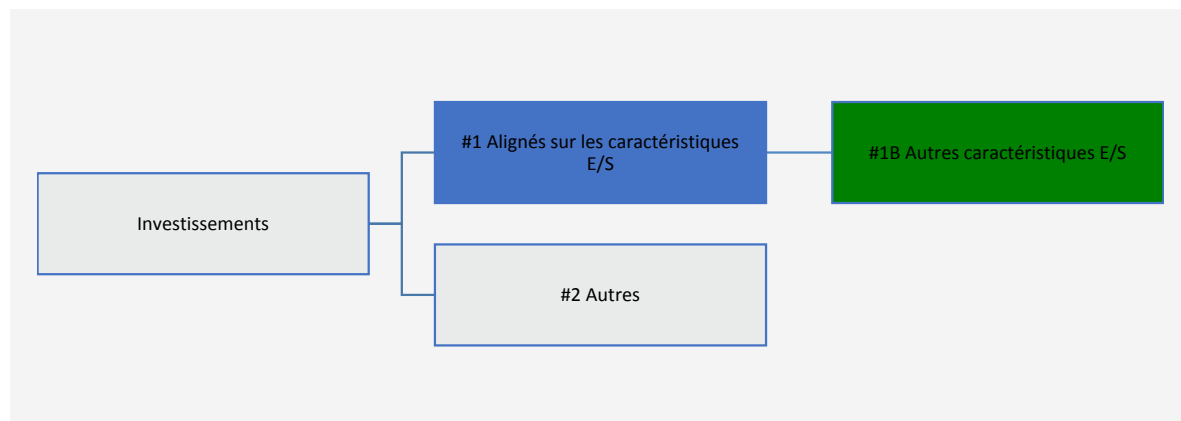 #1 Alignés sur les caractéristiques
E/S
#1B Autres caractéristiques E/S
Investissements
#2 Autres